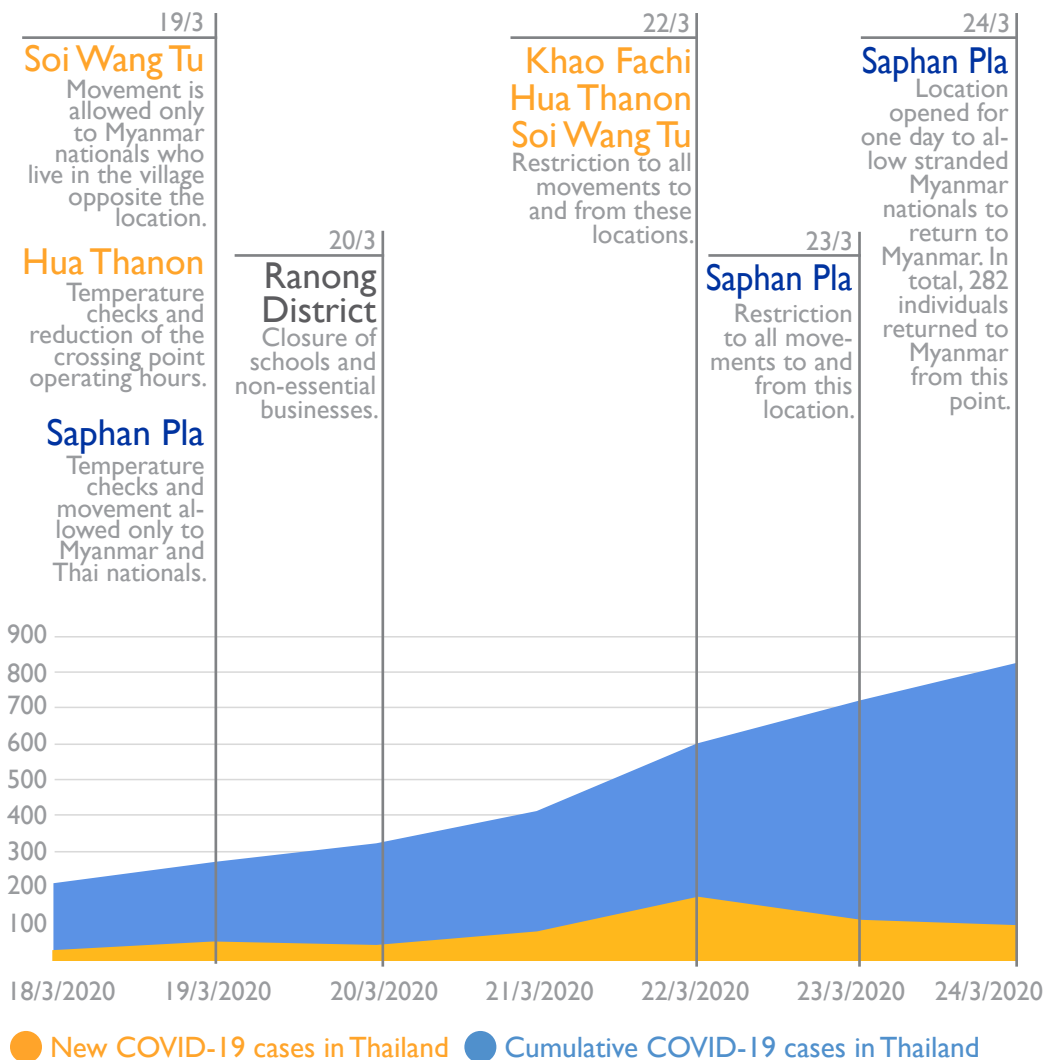 19/3
Soi Wang Tu
Movement is
allowed only
to Myanmar
nationals who
live in the village
opposite the
location.
Hua Thanon
Temperature
checks and
reduction of the
crossing point
operating hours.
Saphan Pla
Temperature
checks and
movement al-
lowed only to
Myanmar and
Thai nationals.
20/3
Ranong
District
Closure of
schools and
non-essential
businesses.
22/3
Khao Fachi
Hua Thanon
Soi Wang Tu
Restriction to all
movements to
and from these
locations.
23/3
Saphan Pla
Restriction
to all move-
ments to and
from this
location.
24/3
Saphan Pla
Location
opened for
one day to al-
low stranded
Myanmar
nationals to
return to
Myanmar. In
total, 282
individuals
returned to
Myanmar
from this
point.
900
800
700
600
500
400
300
200
100
18/3/2020 19/3/2020 20/3/2020 21/3/2020 22/3/2020 23/3/2020 24/3/2020
New COVID-19 cases in Thailand Cumulative COVID-19 cases in Thailand